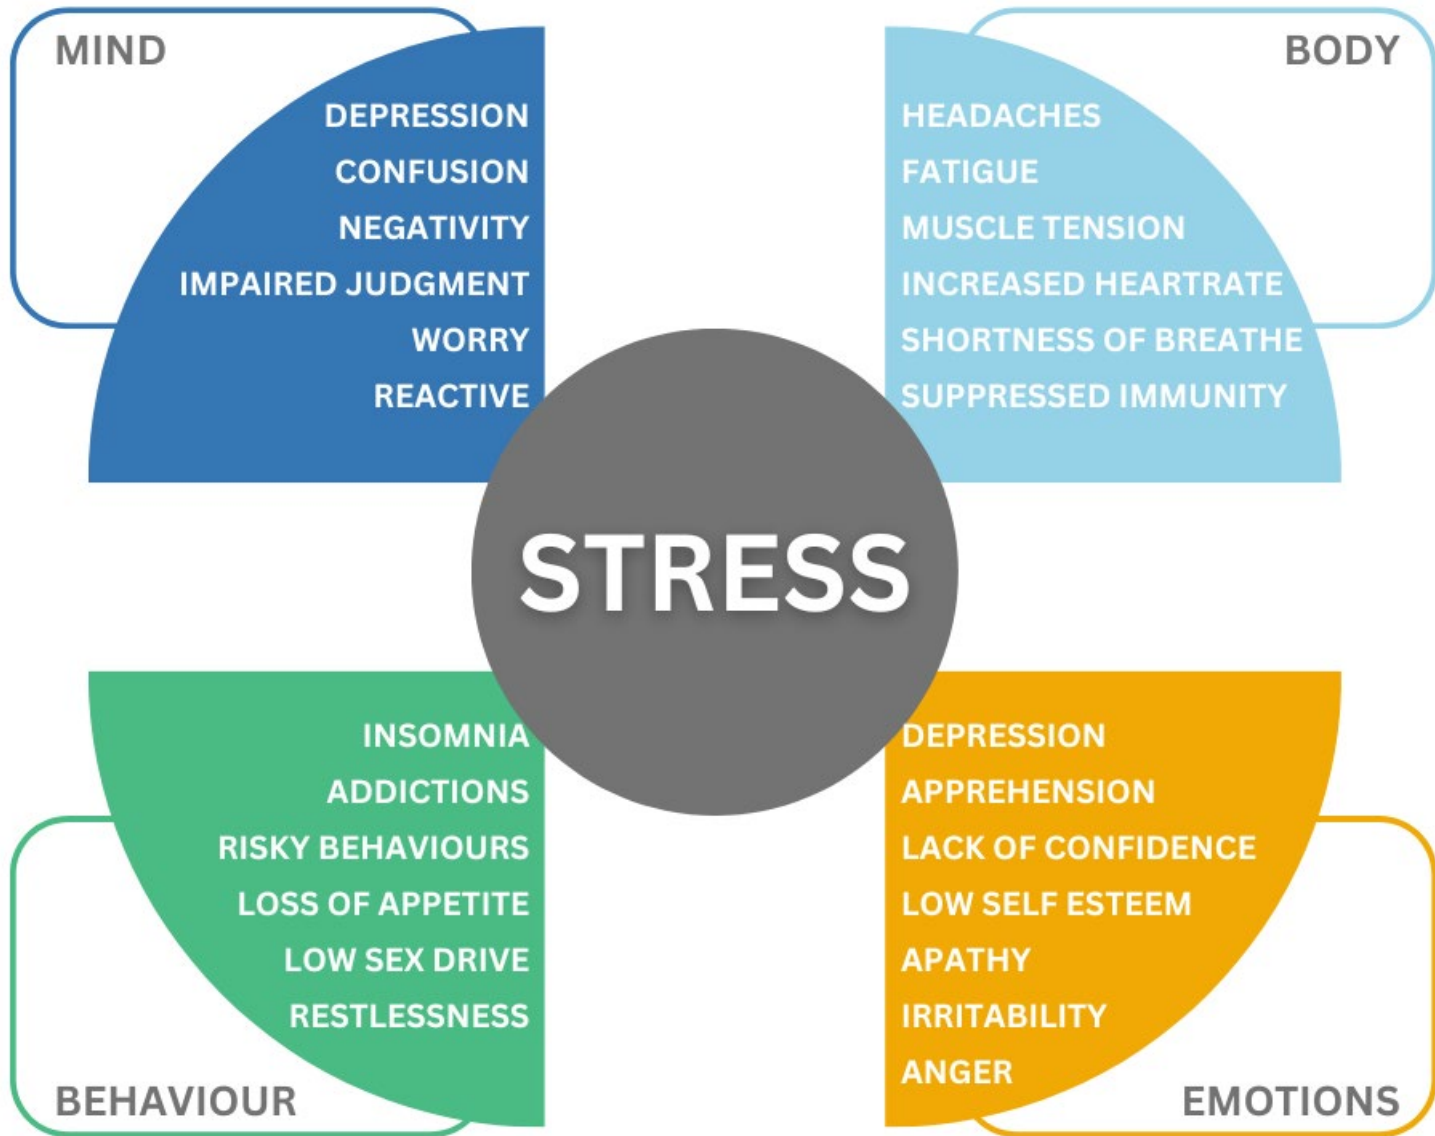 MIND
DEPRESSION
CONFUSION
NEGATIVITY
IMPAIRED JUDGMENT
WORRY
REACTIVE
BODY
HEADACHES
FATIGUE
MUSCLE TENSION
INCREASED HEARTRATE
SHORTNESS OF BREATHE
SUPPRESSED IMMUNITY
STRESS
INSOMNIA
ADDICTIONS
RISKY BEHAVIOURS
LOSS OF APPETITE
LOW SEX DRIVE
RESTLESSNESS
BEHAVIOUR
DEPRESSION
APPREHENSION
LACK OF CONFIDENCE
LOW SELF ESTEEM
APATHY
IRRITABILITY
ANGER
EMOTIONS